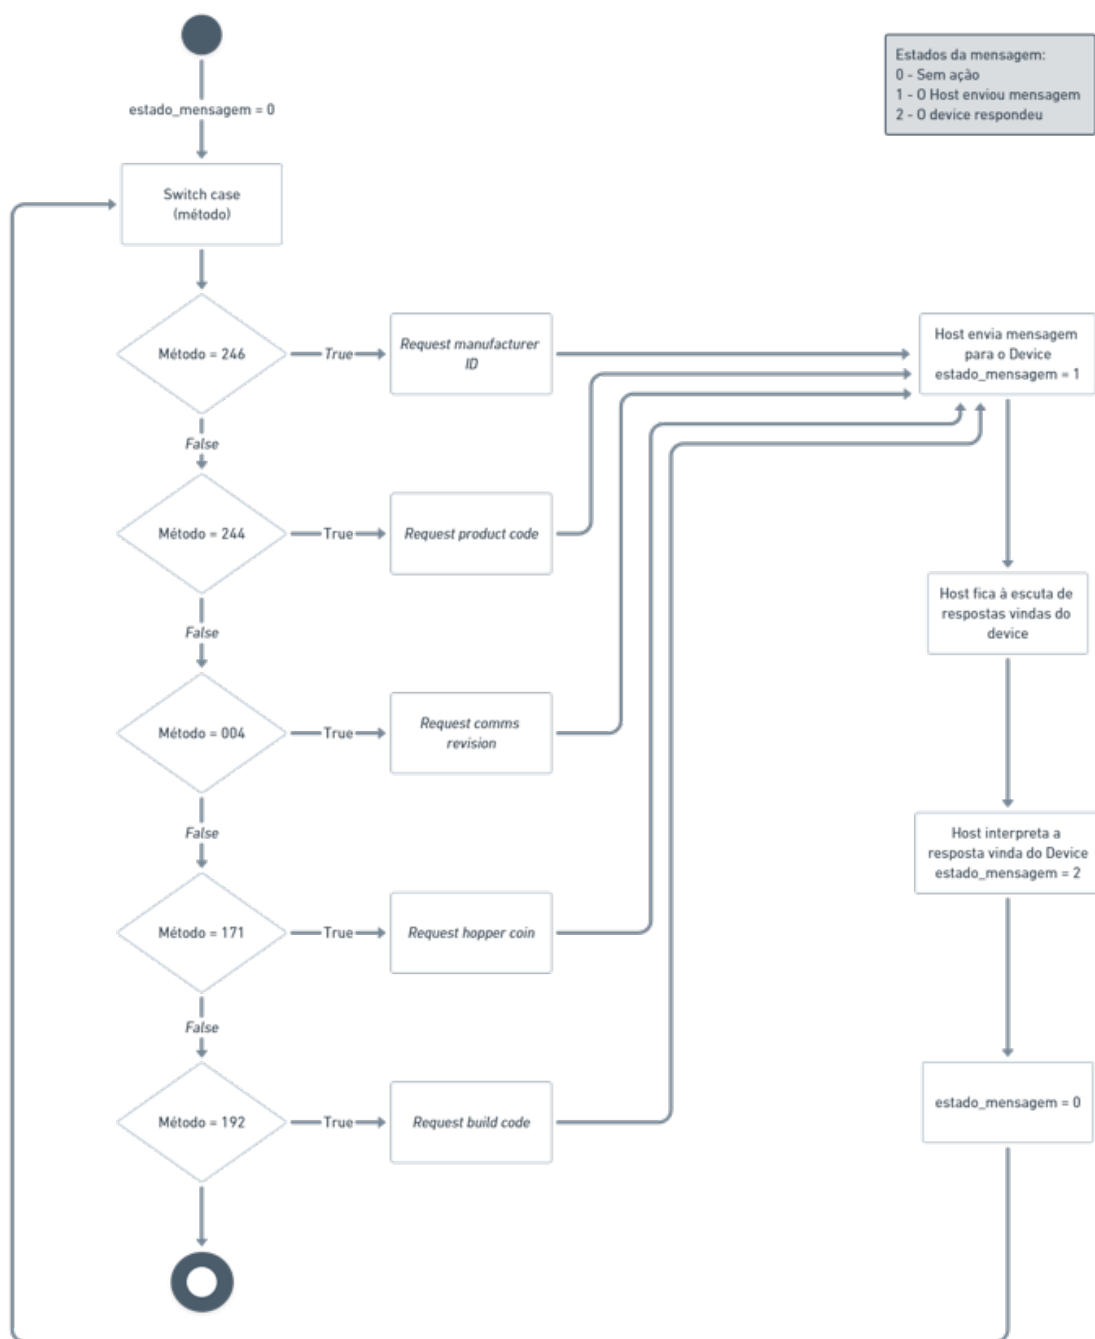 estado_mensagem = 0
Estados da mensagem:
0 - Sem ação
1 - O Host enviou mensagem
2 - O device respondeu
Switch case
(método)
Método = 246
True
Request manufacturer
ID
Host envia mensagem
para o Device
estado_mensagem = 1
False
Método = 244
True
Request product code
Host fica à escuta de
respostas vindas do
device
False
Método = 004
True
Request comms
revision
False
Host interpreta a
resposta vinda do Device
estado_mensagem = 2
Método = 171
True
Request hopper coin
False
Método = 192
True
Request build code
estado_mensagem = 0